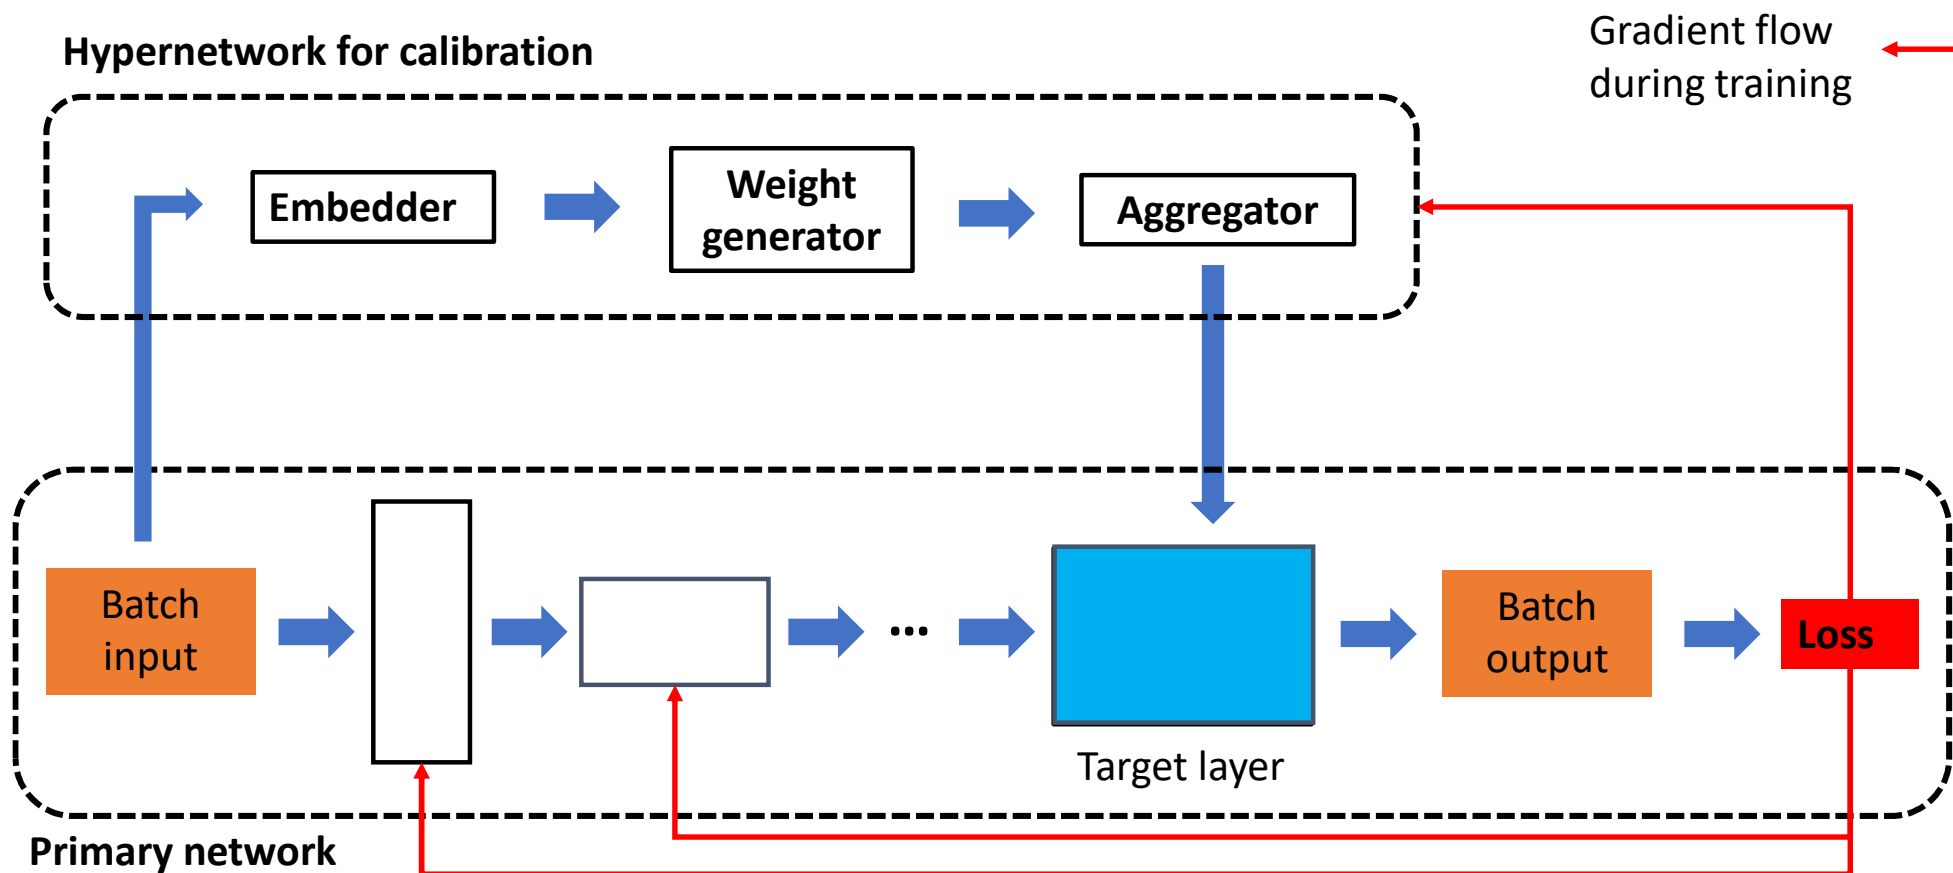 Hypernetwork for calibration
Gradient flow
during training
Embedder
Weight
generator
Aggregator
Batch
input
...
Target layer
Batch
output
Loss
Primary network